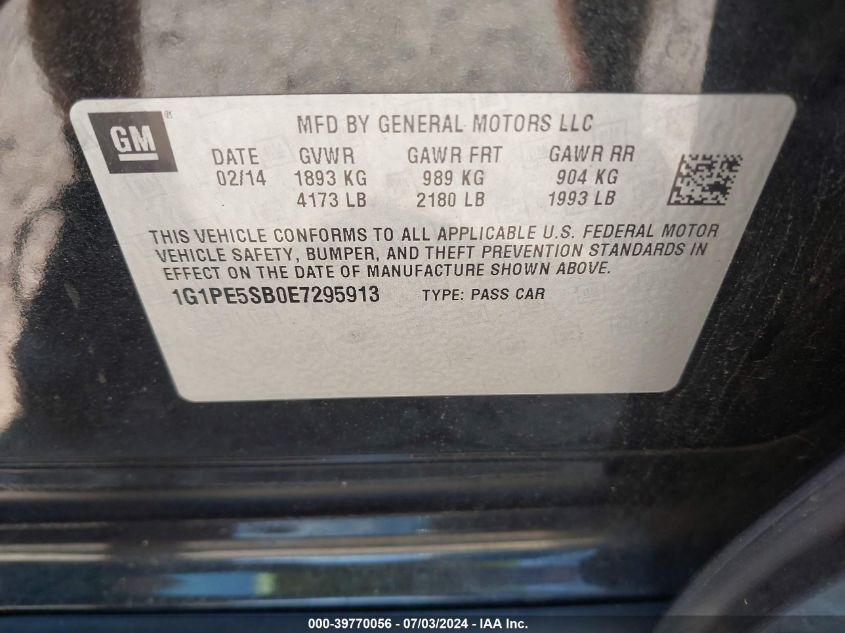 GM ®
MFD BY GENERAL MOTORS LLC
DATE GVWR GAWR FRT GAWR RR
02/14 1893 KG 989 KG 904 KG
4173 LB 2180 LB 1993 LB
THIS VEHICLE CONFORMS TO ALL APPLICABLE U.S. FEDERAL MOTOR
VEHICLE SAFETY, BUMPER, AND THEFT PREVENTION STANDARDS IN
EFFECT ON THE DATE OF MANUFACTURE SHOWN ABOVE.
1G1PE5SB0E7295913 TYPE: PASS CAR
000-39770056 / 07/03/2024 - IAA Inc.